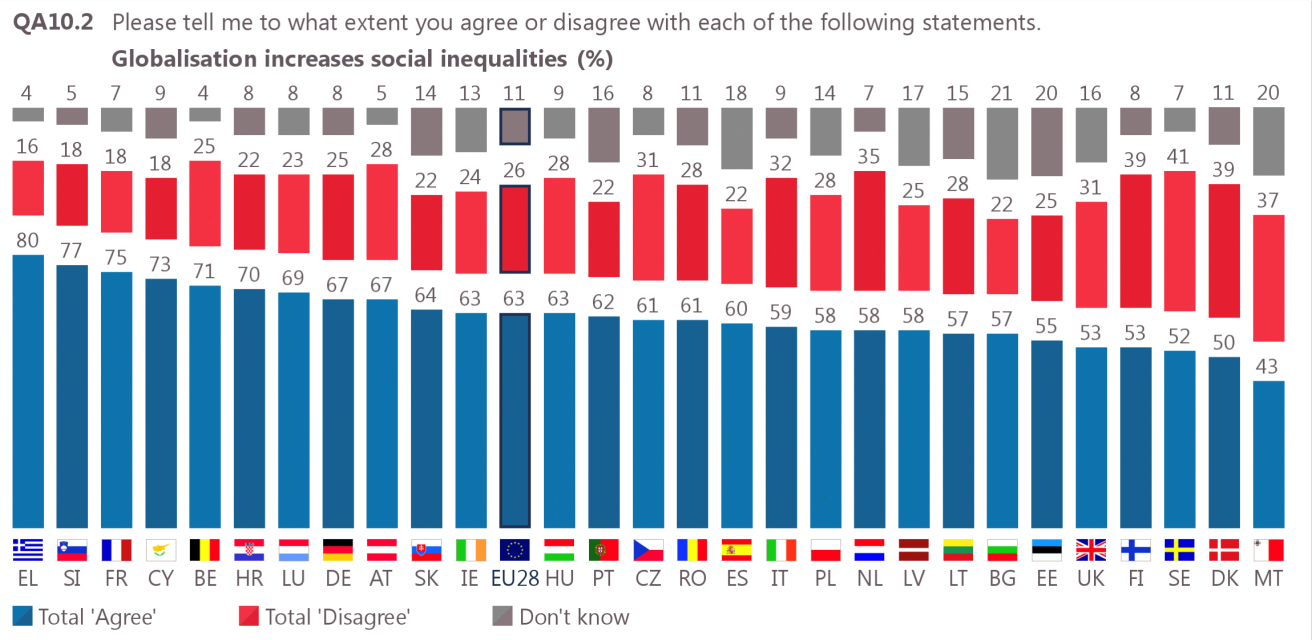 QA10.2 Please tell me to what extent you agree or disagree with each of the following statements.
Globalisation increases social inequalities (%)
4 5 7 9 4 8 8 8 5 14 13 11 9 16 8 11 18 9 14 7 17 15 21 20 16 8 7 11 20
16 18 18 18 25 22 23 25 28 22 24 26 28 22 31 28 22 32 28 35 25 28 22 25 31 39 41 39 37
80 77 75 73 71 70 69 67 67 64 63 63 63 62 61 61 60 59 58 58 58 57 57 55 53 53 52 50 43
EL SI FR CY BE HR LU DE AT SK IE EU28 HU PT CZ RO ES IT PL NL LV LT BG EE UK FI SE DK MT
Total 'Agree' Total 'Disagree' Don't know